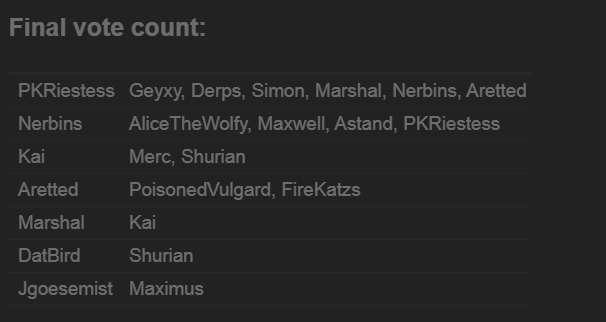 Final vote count:
PKRiestess Geyxy, Derps, Simon, Marshal, Nerbins, Aretted
Nerbins AliceTheWolfy, Maxwell, Astand, PKRiestess
Kai Merc, Shurian
Aretted PoisonedVulgard, FireKatzs
Marshal Kai
DatBird Shurian
Jgoesemist Maximus